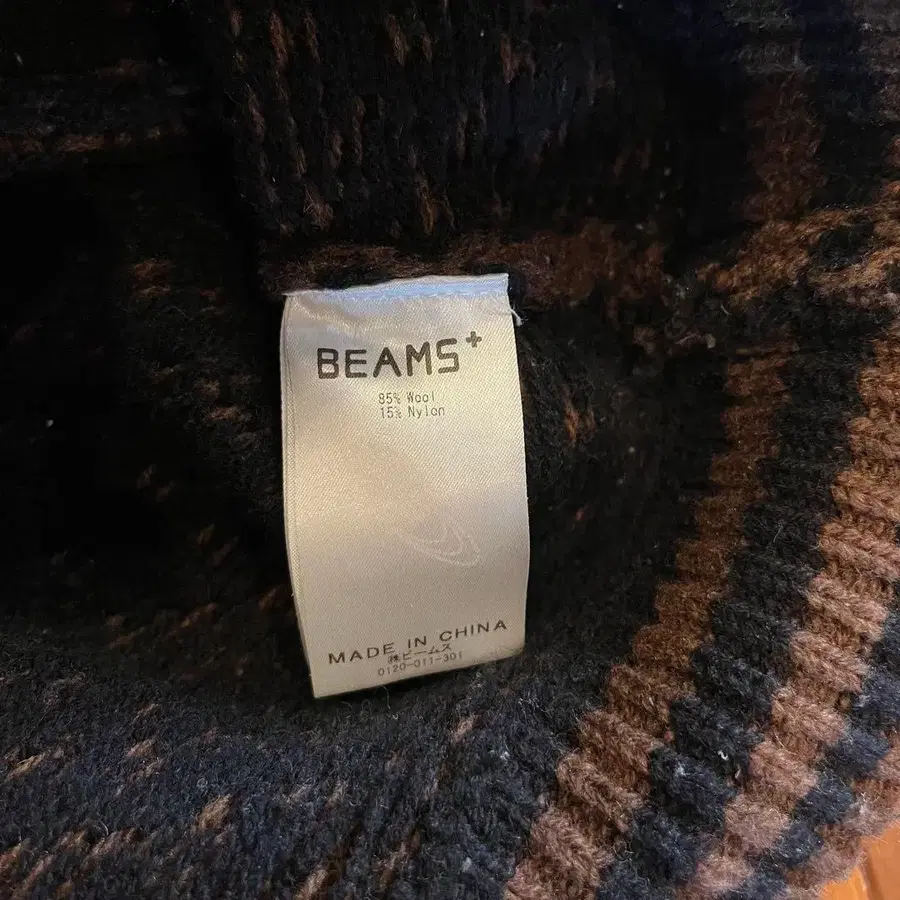 BEAMS+
85% Wool
15% Nylon
MADE IN CHINA
㈱ビームス
0120-011-301